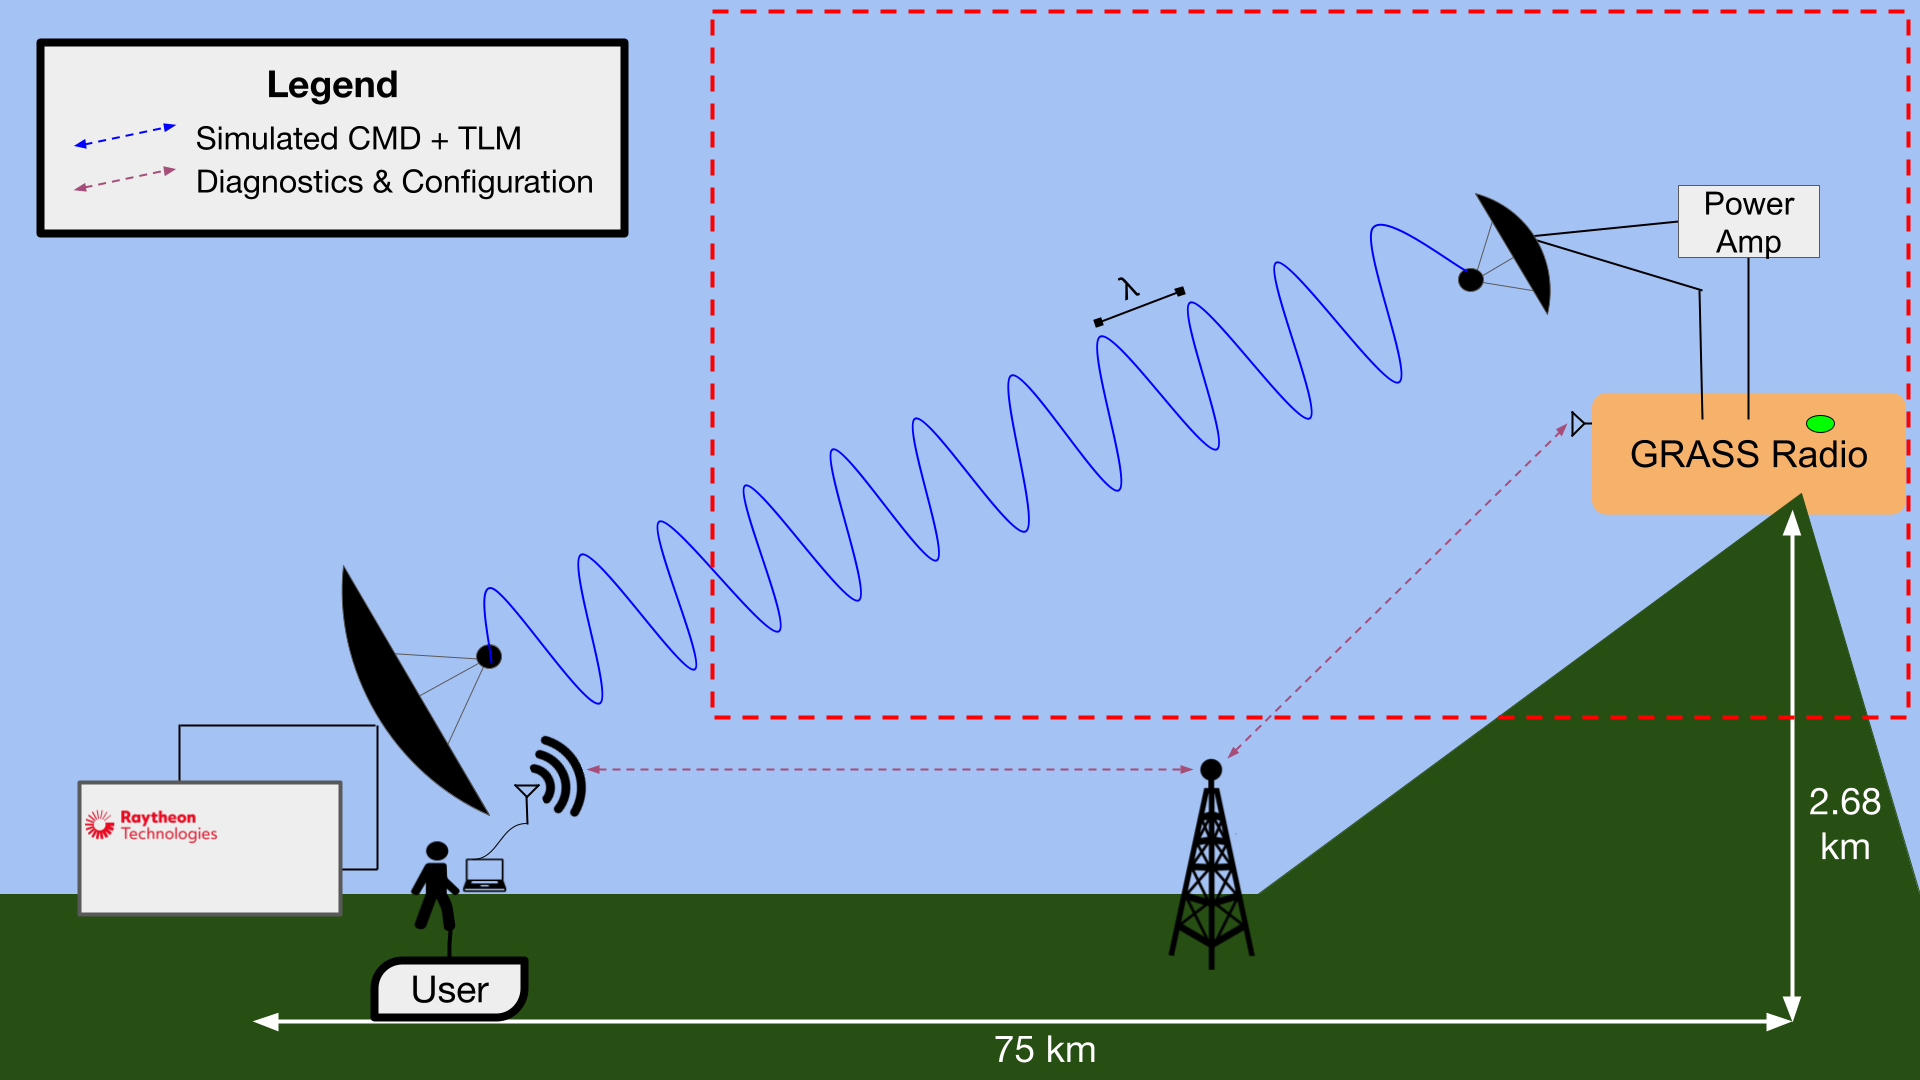 Legend
Simulated CMD + TLM
Diagnostics & Configuration
λ
Power
Amp
GRASS Radio
Raytheon
Technologies
2.68
km
User
75 km